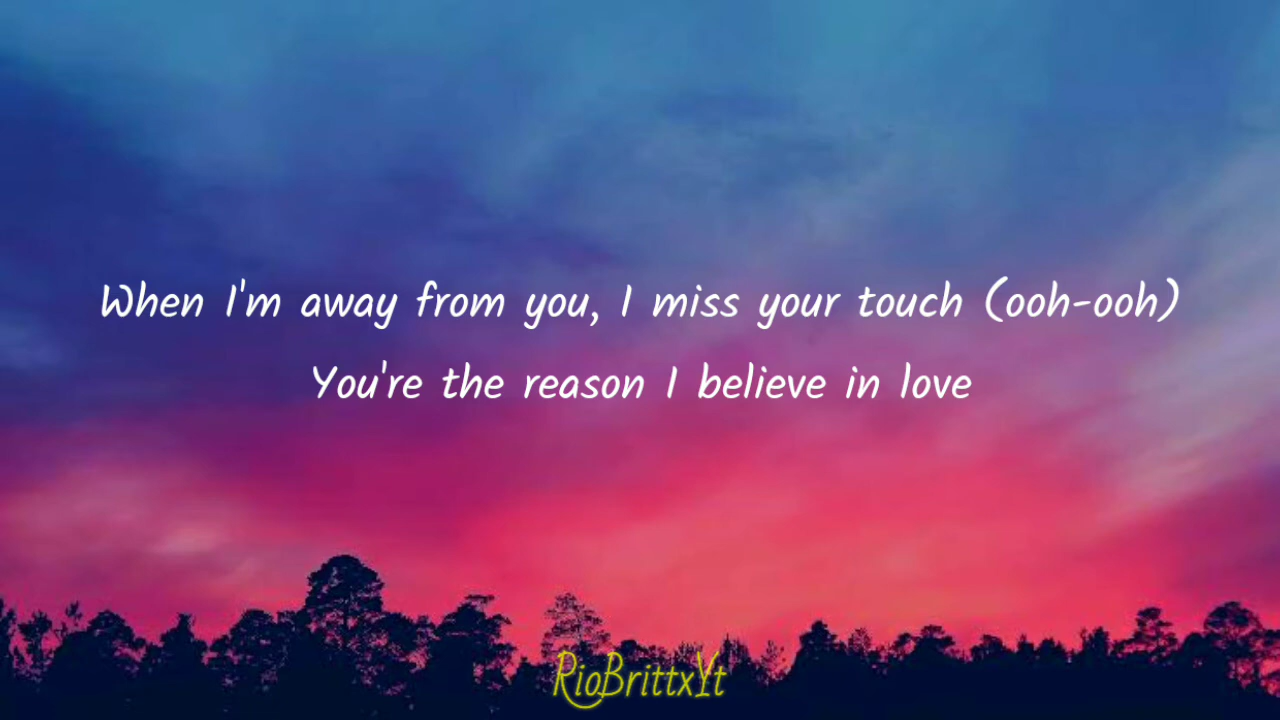 When I'm away from you, I miss your touch (ooh-ooh)
You're the reason I believe in love
RioBrittxYt